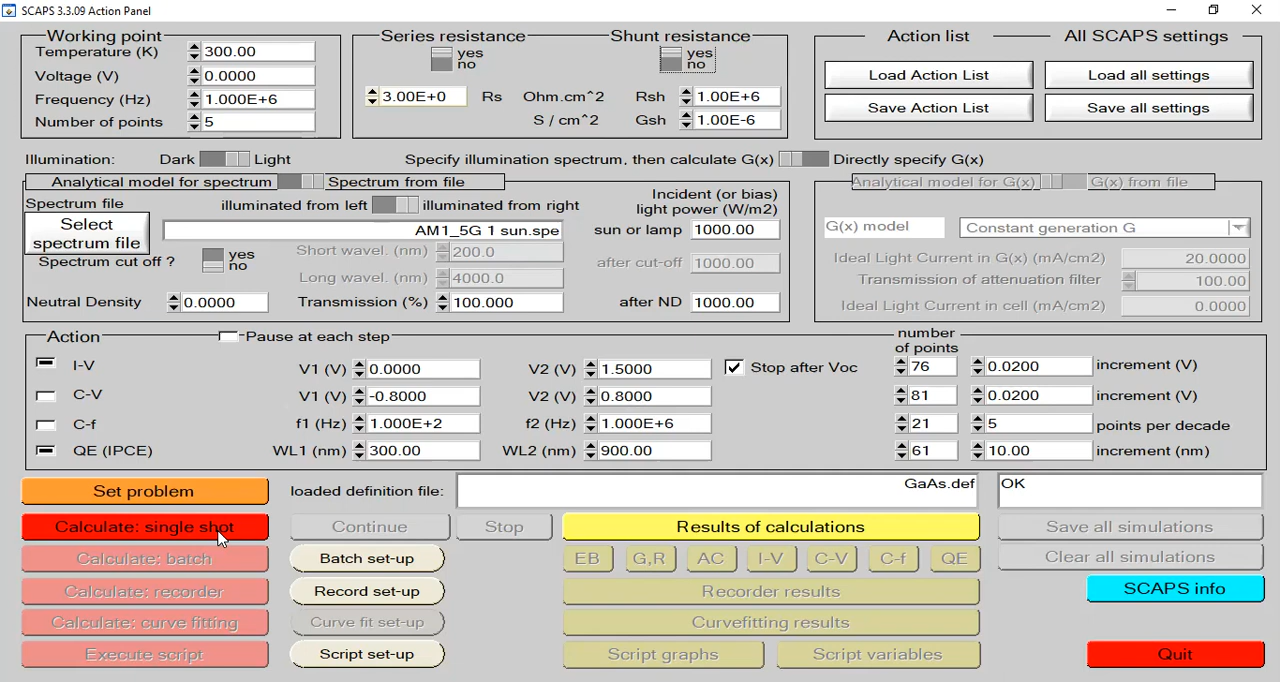 SCAPS 3.3.09 Action Panel
Working point
Temperature (K) 300.00
Voltage (V) 0.0000
Frequency (Hz) 1.000E+6
Number of points 5
Series resistance
yes
no
Shunt resistance
yes
no
3.00E+0 Rs Ohm.cm^2 Rsh 1.00E+6
S / cm^2 Gsh 1.00E-6
Action list
All SCAPS settings
Load Action List
Load all settings
Save Action List
Save all settings
Illumination: Dark Light
Specify illumination spectrum, then calculate G(x) Directly specify G(x)
Analytical model for spectrum Spectrum from file
Spectrum file
Select
spectrum file
illuminated from left illuminated from right
AM1_5G 1 sun.spe
Incident (or bias)
light power (W/m2)
sun or lamp 1000.00
Spectrum cut off ? yes
no
Short wavel. (nm) 200.0
Long wavel. (nm) 4000.0
after cut-off 1000.00
Neutral Density 0.0000
Transmission (%) 100.000
after ND 1000.00
Analytical model for G(x) G(x) from file
G(x) model Constant generation G
Ideal Light Current in G(x) (mA/cm2) 20.0000
Transmission of attenuation filter 100.00
Ideal Light Current in cell (mA/cm2) 0.0000
Action Pause at each step
number
of points
I-V V1 (V) 0.0000 V2 (V) 1.5000 Stop after Voc 76 0.0200 increment (V)
C-V V1 (V) -0.8000 V2 (V) 0.8000 81 0.0200 increment (V)
C-f f1 (Hz) 1.000E+2 f2 (Hz) 1.000E+6 21 5 points per decade
QE (IPCE) WL1 (nm) 300.00 WL2 (nm) 900.00 61 10.00 increment (nm)
Set problem loaded definition file: GaAs.def OK
Calculate: single shot Continue Stop Results of calculations Save all simulations
Calculate: batch Batch set-up EB G,R AC I-V C-V C-f QE Clear all simulations
Calculate: recorder Record set-up Recorder results SCAPS info
Calculate: curve fitting Curve fit set-up Curvefitting results
Execute script Script set-up Script graphs Script variables Quit